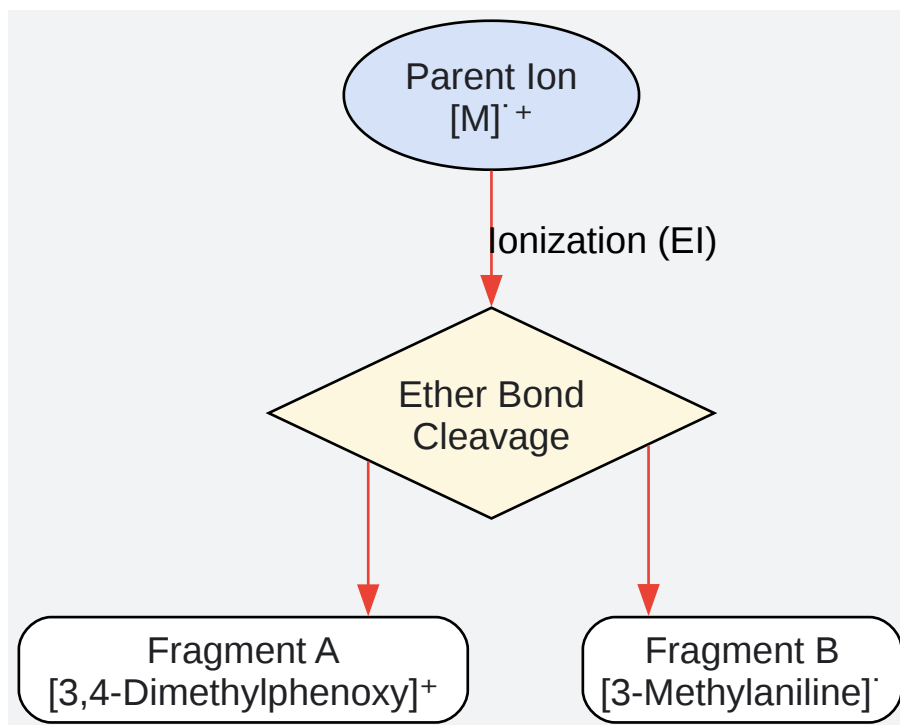 Parent Ion
[M]˙⁺
Ionization (EI)
Ether Bond
Cleavage
Fragment A
[3,4-Dimethylphenoxy]⁺
Fragment B
[3-Methylaniline]˙